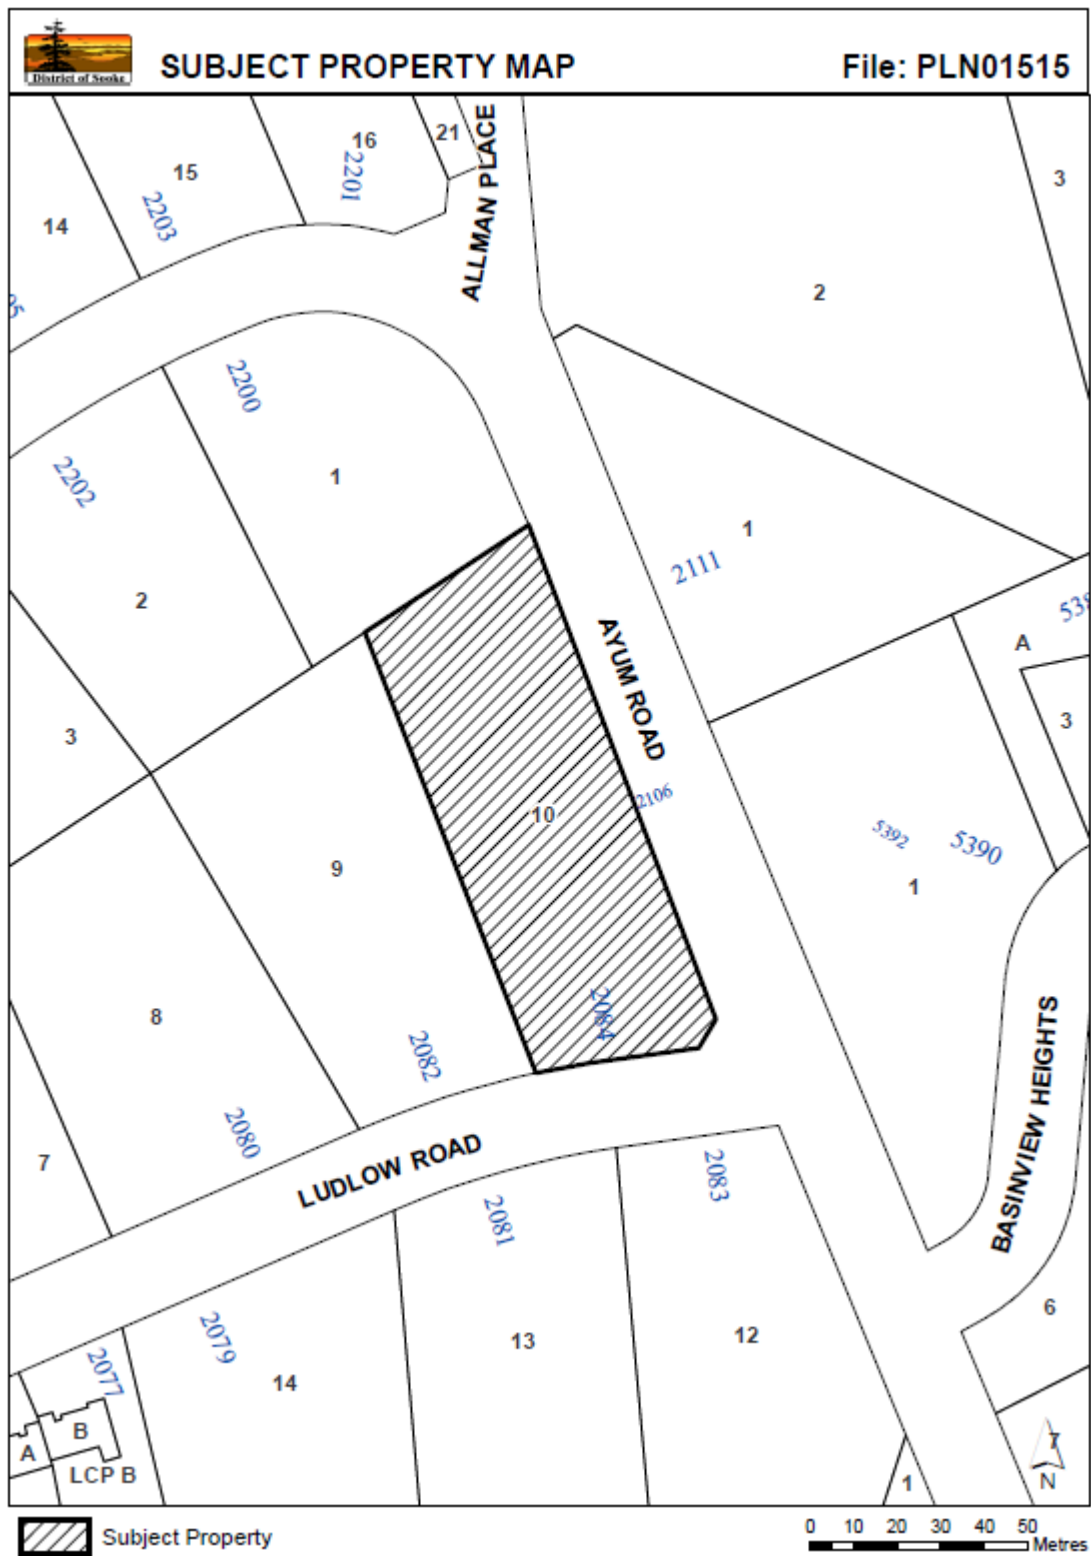 District of Sooke
SUBJECT PROPERTY MAP
File: PLN01515
ALLMAN PLACE
21
16
2201
15
2203
14
3
2
2200
1
2202
2
1
2111
A
3
3
AYUM ROAD
2106
10
2084
9
2082
5392
5390
1
8
2080
7
LUDLOW ROAD
BASINVIEW HEIGHTS
2083
2081
2079
2077
14
13
12
6
7
B
A
LCP B
1
N
Subject Property
0 10 20 30 40 50
Metres